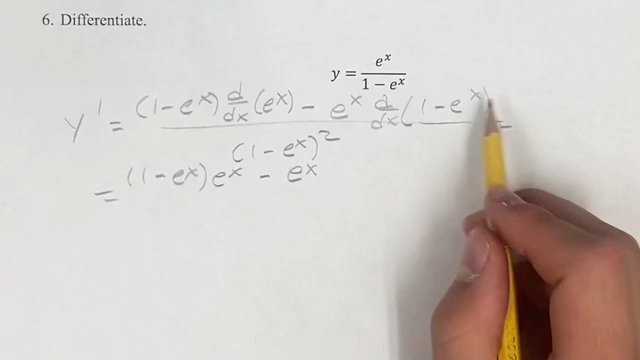 6. Differentiate.
y = e^x / (1 − e^x)
y' = ((1-e^x) d/dx (e^x) - e^x d/dx (1-e^x)) / (1-e^x)^2
= (1-e^x)e^x - e^x